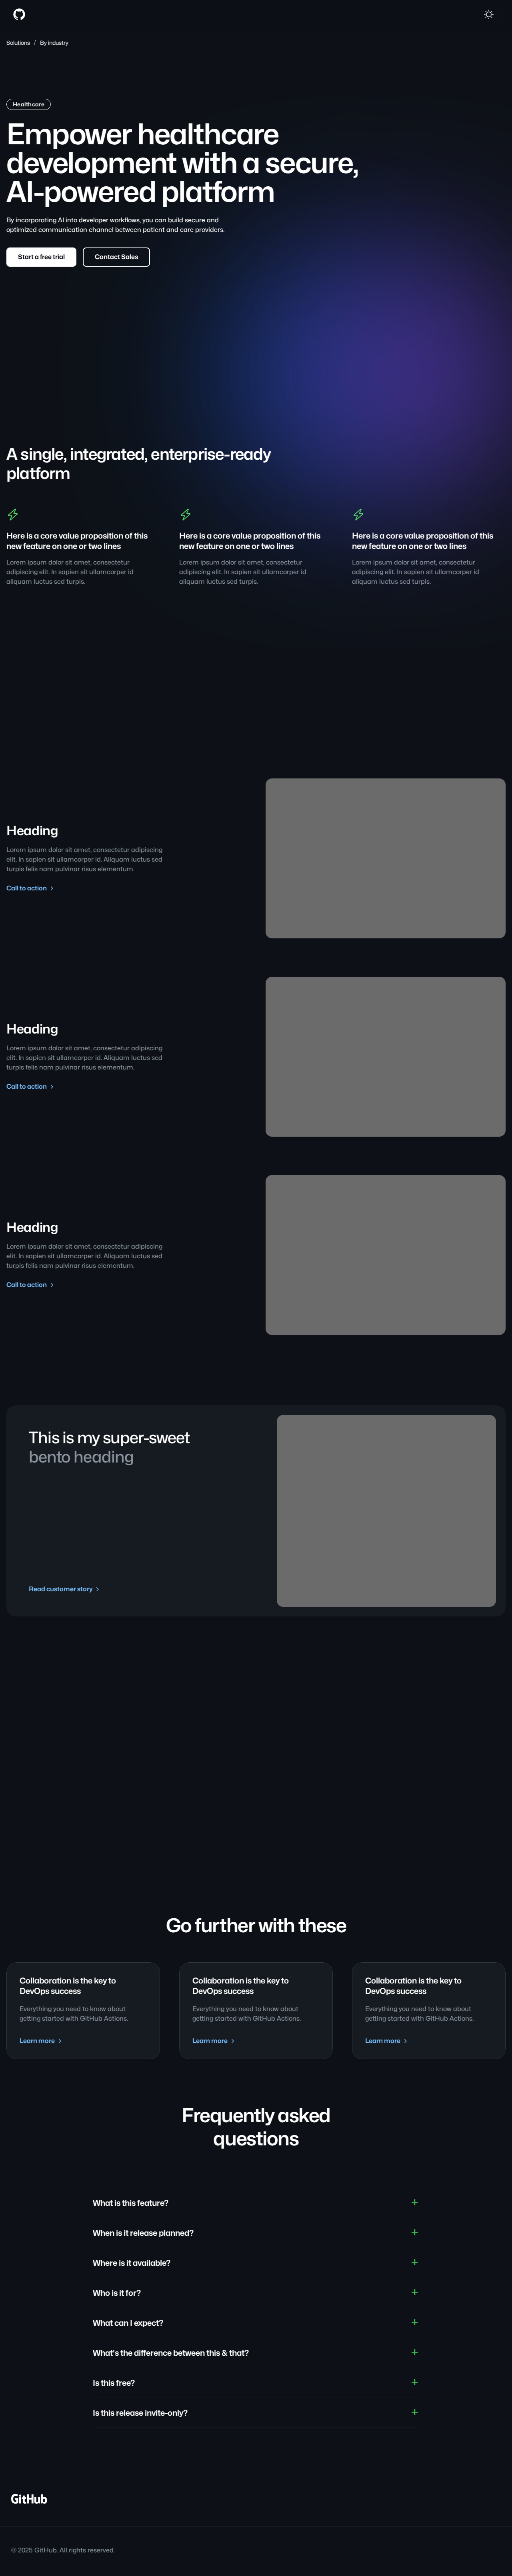 Solutions / By industry
Healthcare
Empower healthcare
development with a secure,
AI-powered platform
By incorporating AI into developer workflows, you can build secure and
optimized communication channel between patient and care providers.
Start a free trial
Contact Sales
A single, integrated, enterprise-ready
platform
Here is a core value proposition of this
new feature on one or two lines
Lorem ipsum dolor sit amet, consectetur
adipiscing elit. In sapien sit ullamcorper id
aliquam luctus sed turpis.
Here is a core value proposition of this
new feature on one or two lines
Lorem ipsum dolor sit amet, consectetur
adipiscing elit. In sapien sit ullamcorper id
aliquam luctus sed turpis.
Here is a core value proposition of this
new feature on one or two lines
Lorem ipsum dolor sit amet, consectetur
adipiscing elit. In sapien sit ullamcorper id
aliquam luctus sed turpis.
Heading
Lorem ipsum dolor sit amet, consectetur adipiscing
elit. In sapien sit ullamcorper id. Aliquam luctus sed
turpis felis nam pulvinar risus elementum.
Call to action
Heading
Lorem ipsum dolor sit amet, consectetur adipiscing
elit. In sapien sit ullamcorper id. Aliquam luctus sed
turpis felis nam pulvinar risus elementum.
Call to action
Heading
Lorem ipsum dolor sit amet, consectetur adipiscing
elit. In sapien sit ullamcorper id. Aliquam luctus sed
turpis felis nam pulvinar risus elementum.
Call to action
This is my super-sweet
bento heading
Read customer story
Go further with these
Collaboration is the key to
DevOps success
Everything you need to know about
getting started with GitHub Actions.
Learn more
Collaboration is the key to
DevOps success
Everything you need to know about
getting started with GitHub Actions.
Learn more
Collaboration is the key to
DevOps success
Everything you need to know about
getting started with GitHub Actions.
Learn more
Frequently asked
questions
What is this feature?
When is it release planned?
Where is it available?
Who is it for?
What can I expect?
What's the difference between this & that?
Is this free?
Is this release invite-only?
GitHub
© 2025 GitHub. All rights reserved.